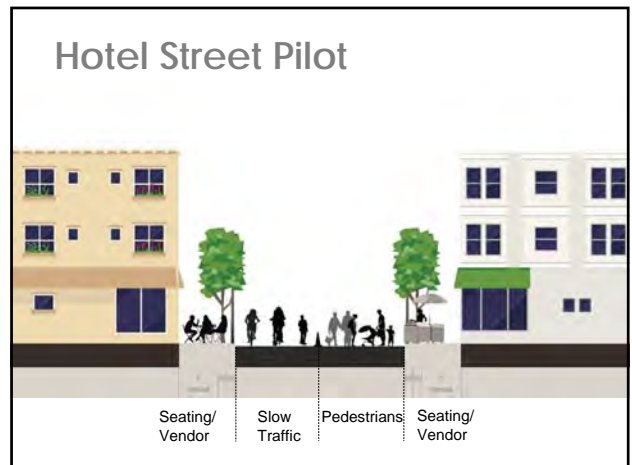 Hotel Street Pilot
Seating/
Vendor
Slow
Traffic
Pedestrians
Seating/
Vendor